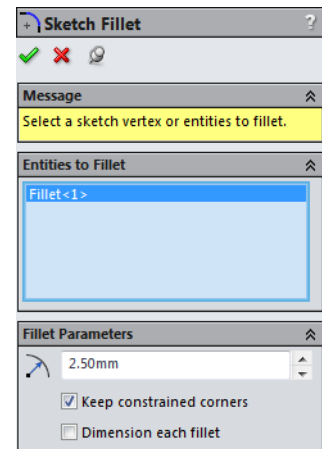 Sketch Fillet ?
Message
Select a sketch vertex or entities to fillet.
Entities to Fillet
Fillet<1>
Fillet Parameters
2.50mm
Keep constrained corners
Dimension each fillet